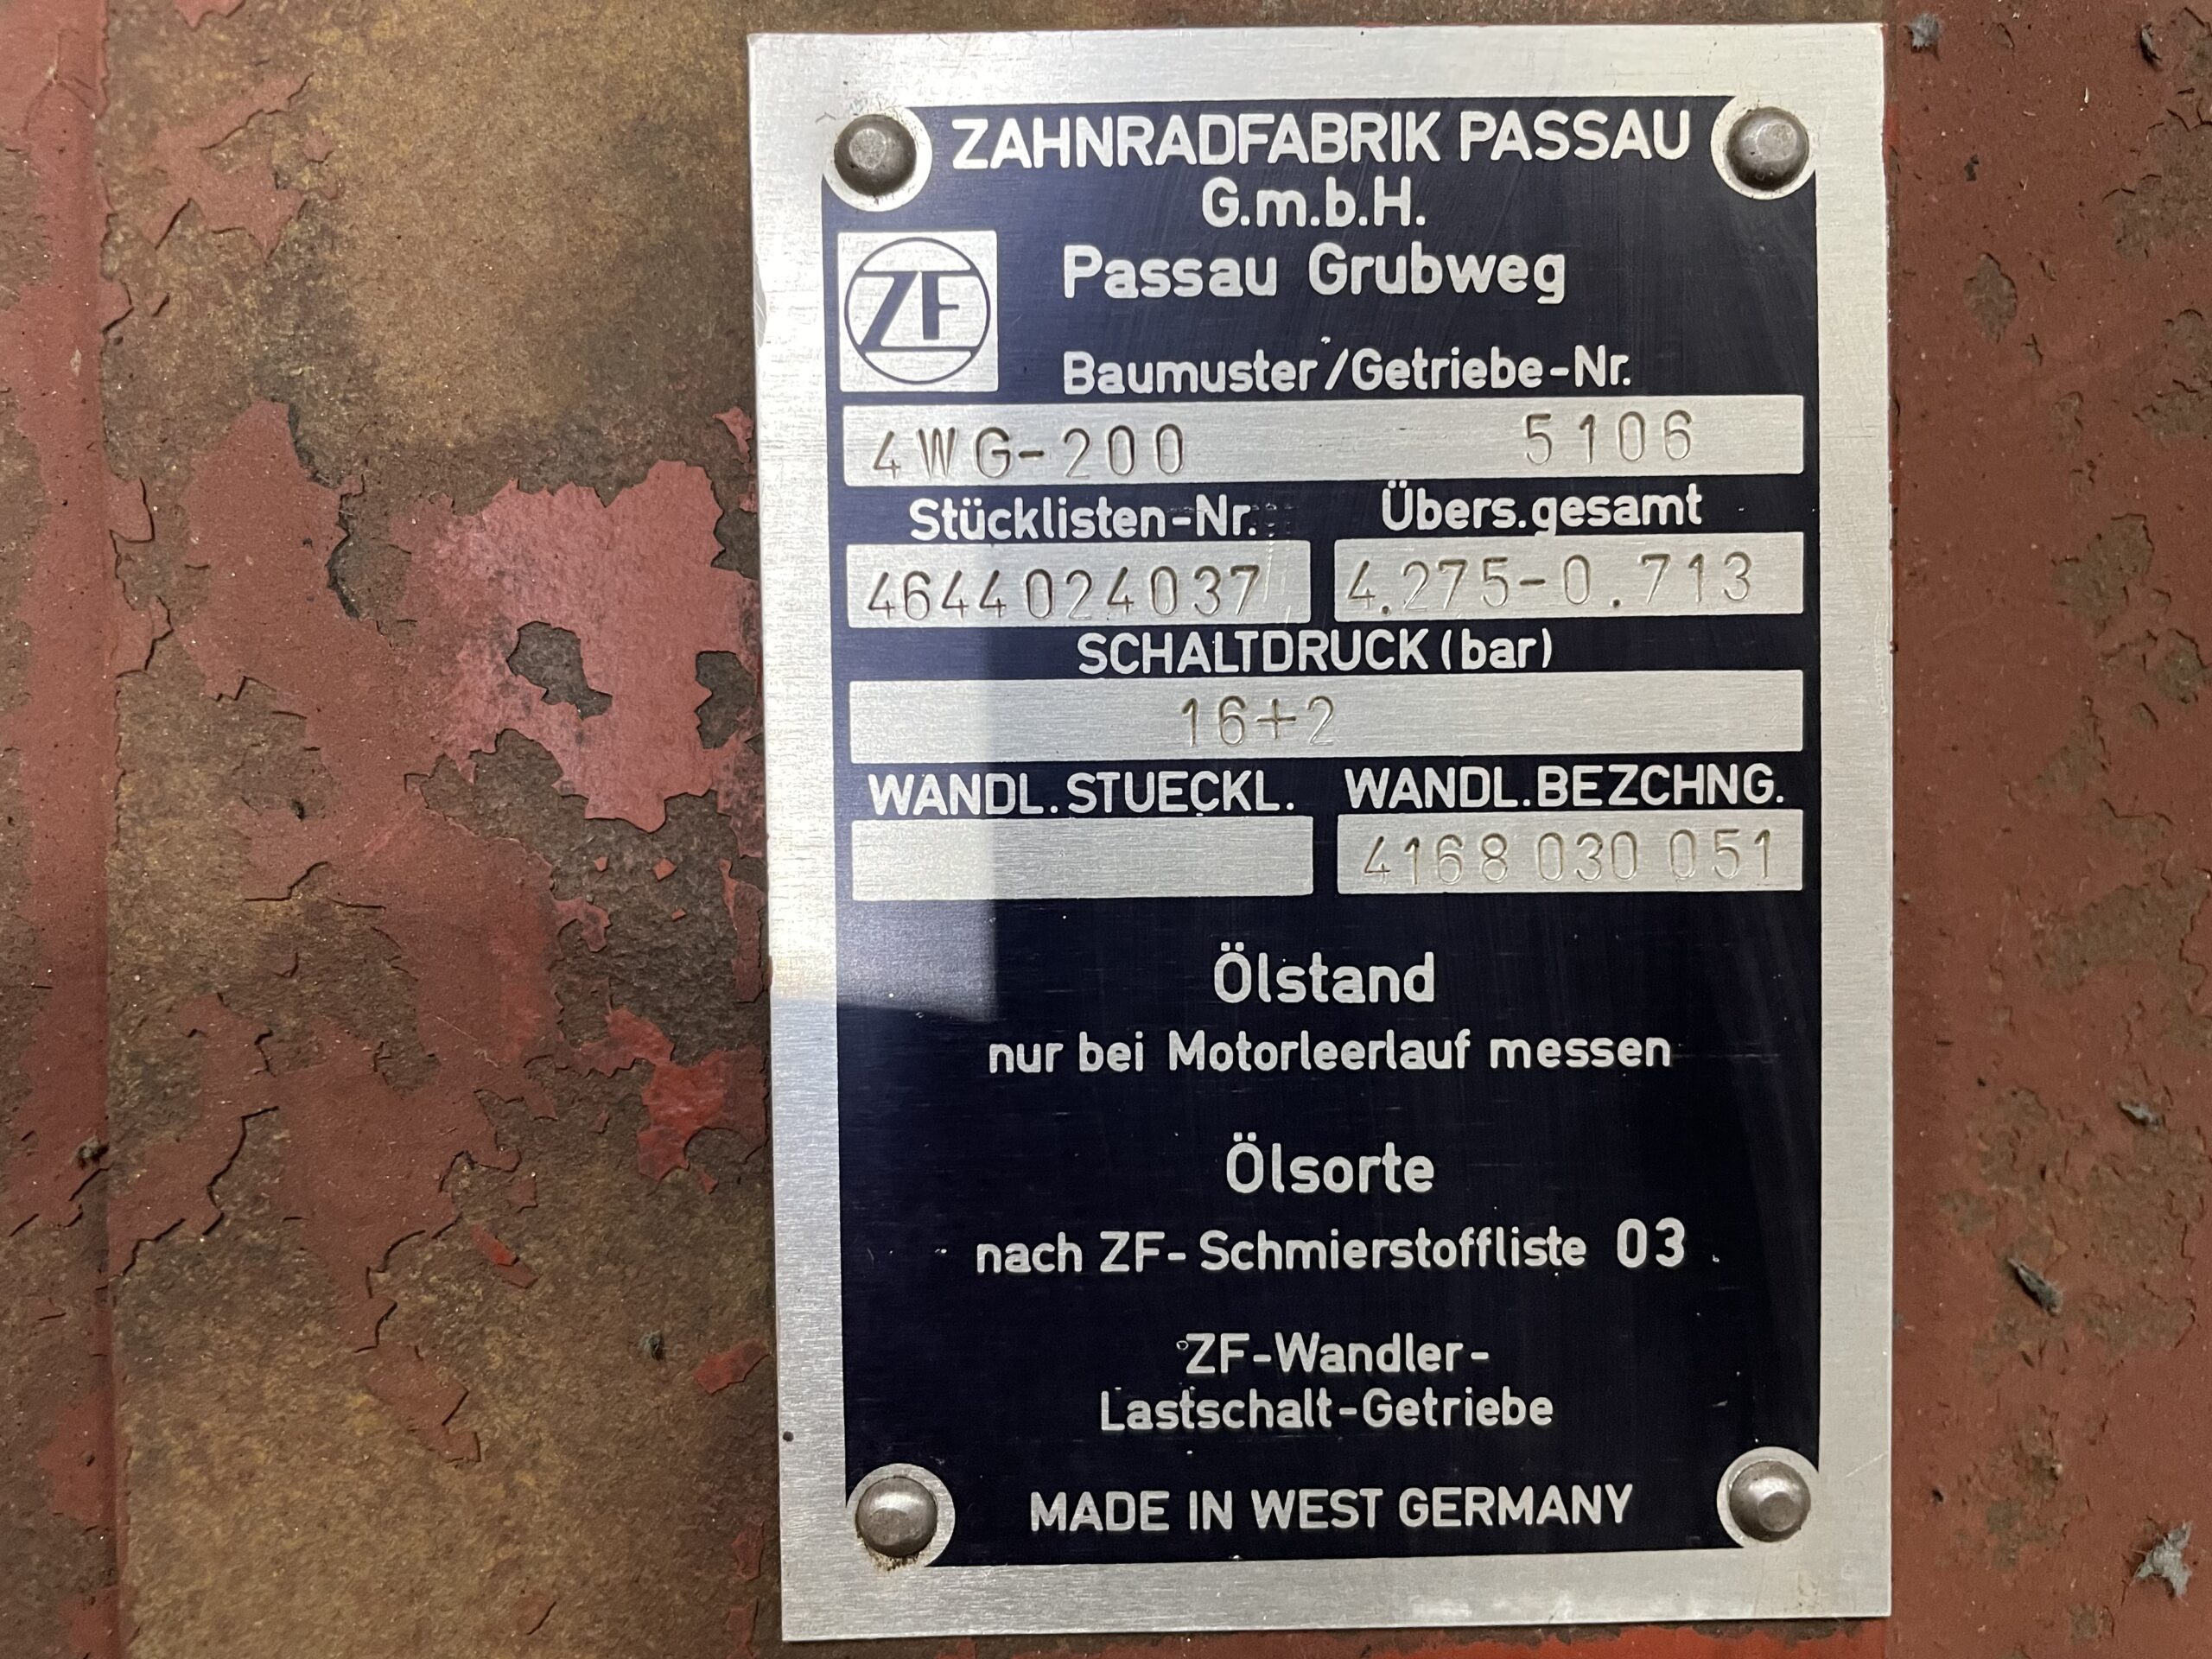 ZAHNRADFABRIK PASSAU
G.m.b.H.
Passau Grubweg
ZF
Baumuster/Getriebe-Nr.
4WG-200 5106
Stücklisten-Nr. Übers.gesamt
4644024037 4.275-0.713
SCHALTDRUCK (bar)
16+2
WANDL.STUECKL. WANDL.BEZCHNG.
4168 030 051
Ölstand
nur bei Motorleerlauf messen
Ölsorte
nach ZF-Schmierstoffliste 03
ZF-Wandler-
Lastschalt-Getriebe
MADE IN WEST GERMANY